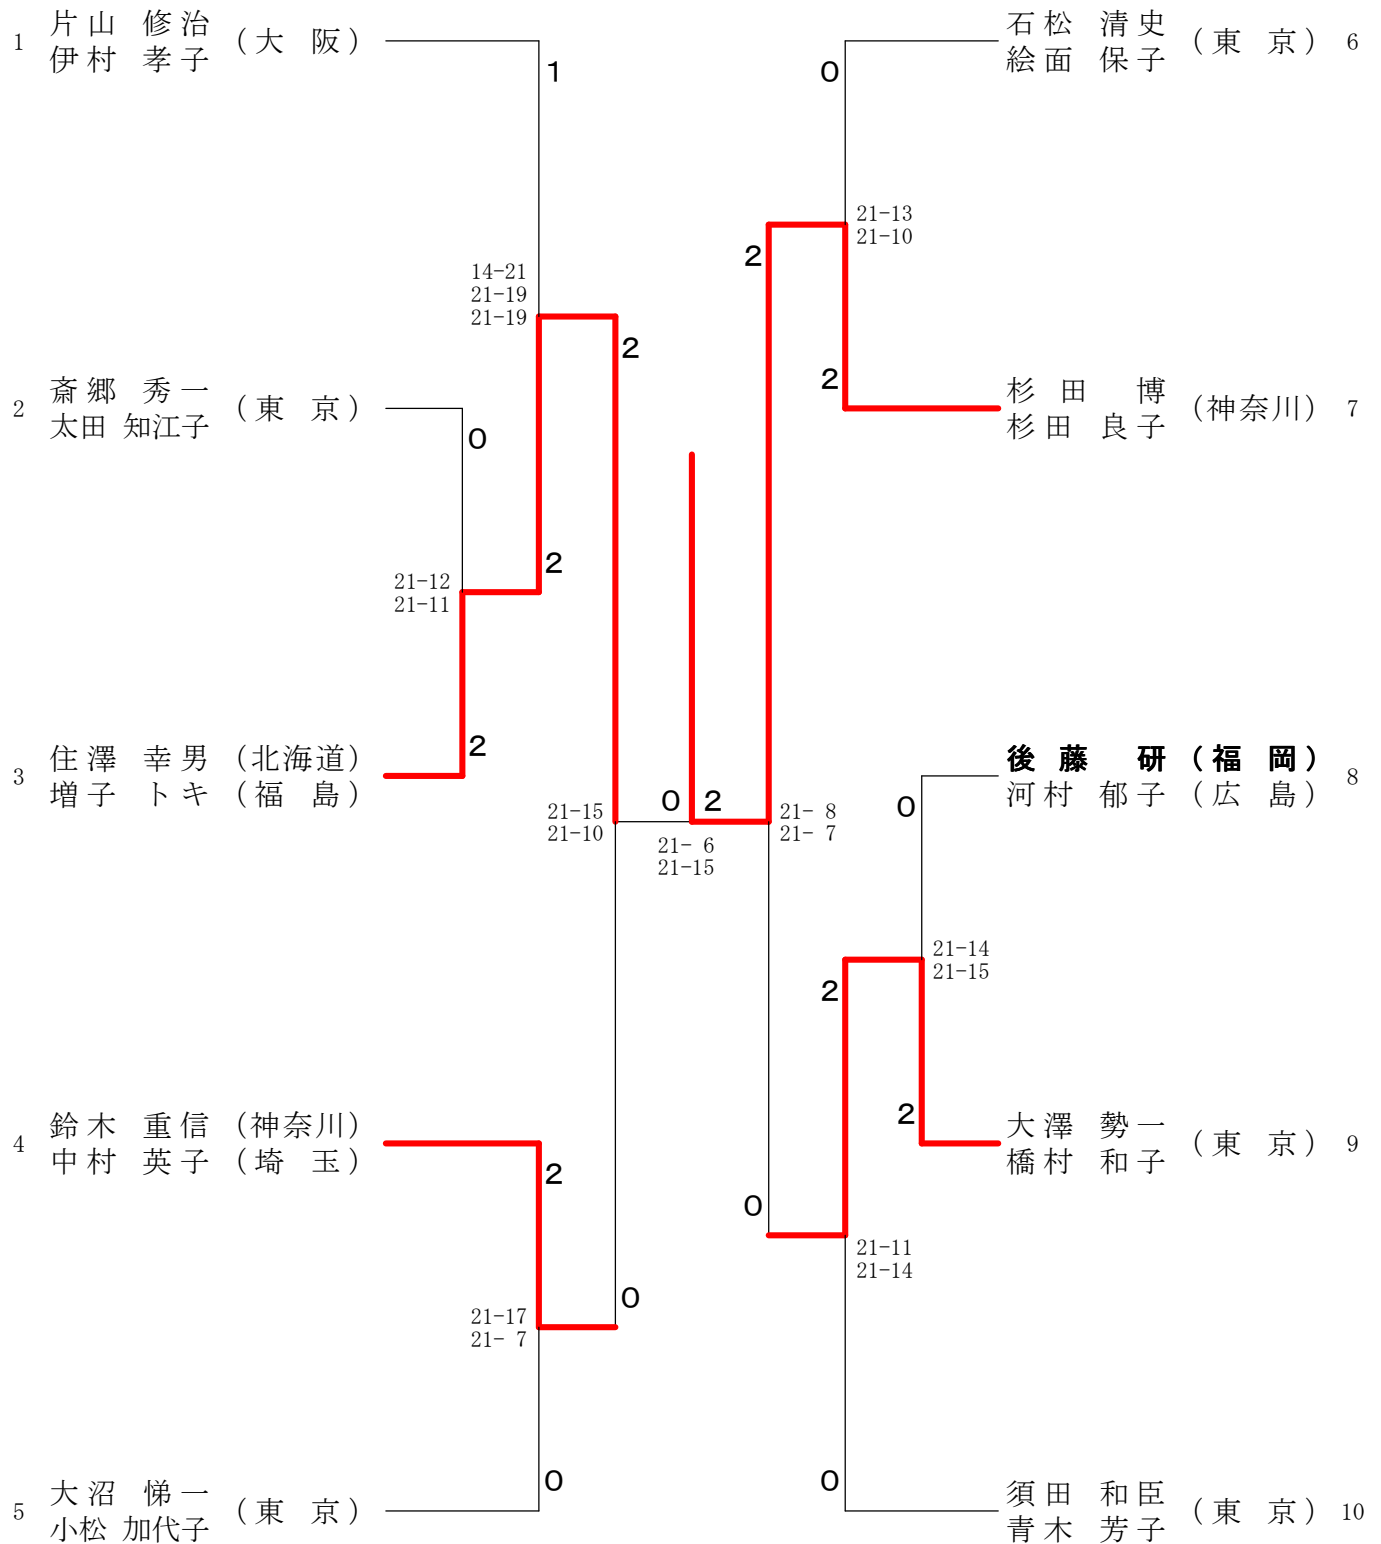 1 片山 修治 (大 阪)
伊村 孝子
1
14-21
21-19
21-19
2
2 斎郷 秀一 (東 京)
太田 知江子
0
21-12
21-11
2
3 住澤 幸男 (北海道)
増子 トキ (福 島)
2
21-15
21-10
4 鈴木 重信 (神奈川)
中村 英子 (埼 玉)
2
21-17
21- 7
0
5 大沼 悌一 (東 京)
小松 加代子
0
0 2
21- 6
21-15
石松 清史 (東 京) 6
絵面 保子
0
21-13
21-10
2
2
杉田 博 (神奈川) 7
杉田 良子
21- 8
21- 7
後藤 研 (福 岡) 8
河村 郁子 (広 島)
0
21-14
21-15
2
2
大澤 勢一 (東 京) 9
橋村 和子
0
21-11
21-14
0
須田 和臣 (東 京) 10
青木 芳子